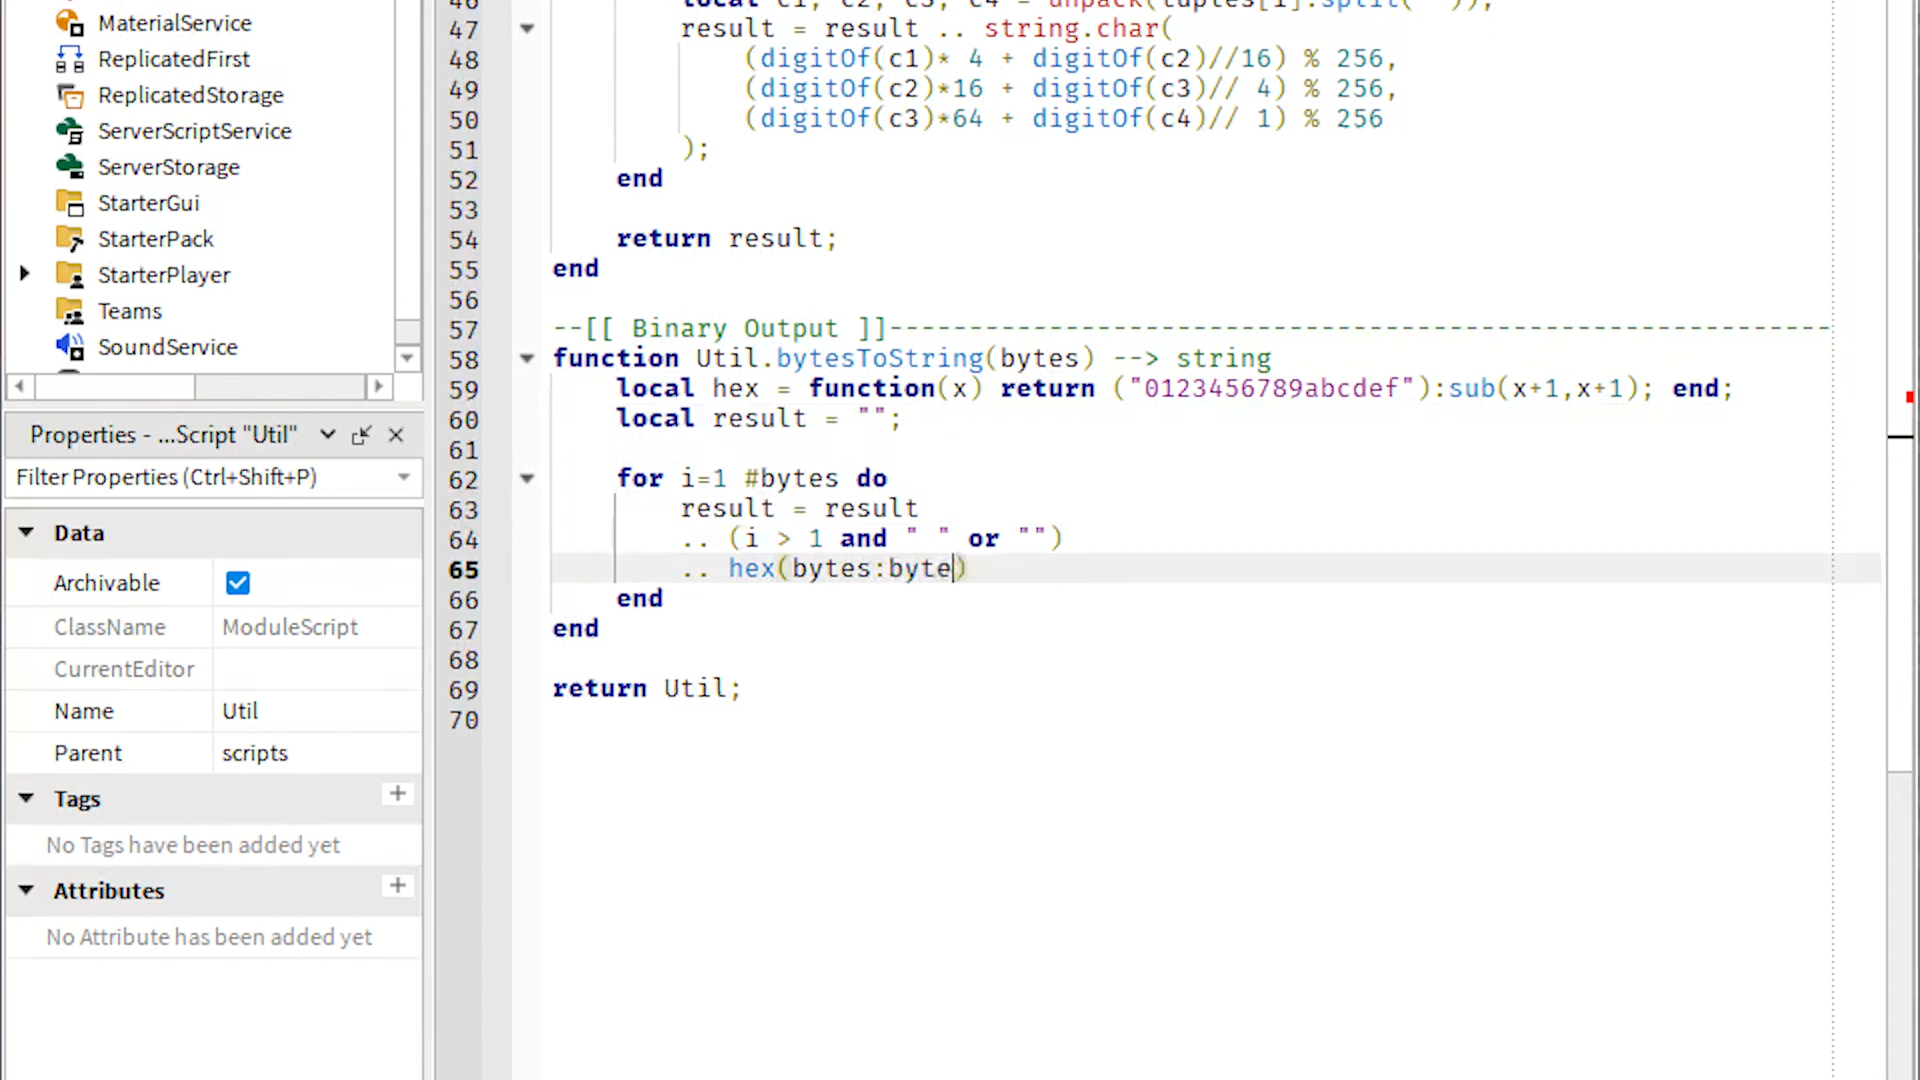 MaterialService
ReplicatedFirst
ReplicatedStorage
ServerScriptService
ServerStorage
StarterGui
StarterPack
StarterPlayer
Teams
SoundService
Properties - ...Script "Util"
Filter Properties (Ctrl+Shift+P)
Data
Archivable
ClassName ModuleScript
CurrentEditor
Name Util
Parent scripts
Tags +
No Tags have been added yet
Attributes +
No Attribute has been added yet
47 result = result .. string.char(
48 (digitOf(c1)* 4 + digitOf(c2)//16) % 256,
49 (digitOf(c2)*16 + digitOf(c3)// 4) % 256,
50 (digitOf(c3)*64 + digitOf(c4)// 1) % 256
51 );
52 end
53
54 return result;
55 end
56
57 --[[ Binary Output ]]-----------------------------------------------------------
58 function Util.bytesToString(bytes) --> string
59 local hex = function(x) return ("0123456789abcdef"):sub(x+1,x+1); end;
60 local result = "";
61
62 for i=1 #bytes do
63 result = result
64 .. (i > 1 and " " or "")
65 .. hex(bytes:byte)
66 end
67 end
68
69 return Util;
70